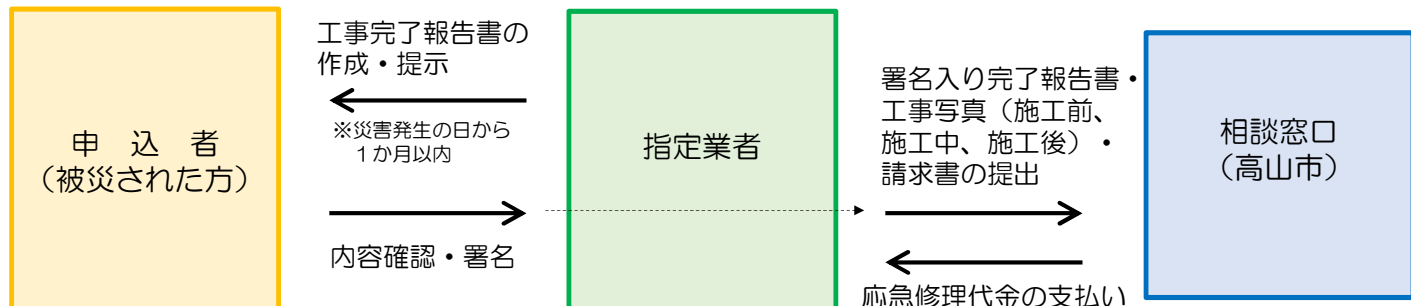 申　込　者
（被災された方）
工事完了報告書の
作成・提示
※災害発生の日から
１か月以内
内容確認・署名
指定業者
署名入り完了報告書・
工事写真（施工前、
施工中、施工後）・
請求書の提出
応急修理代金の支払い
相談窓口
（高山市）